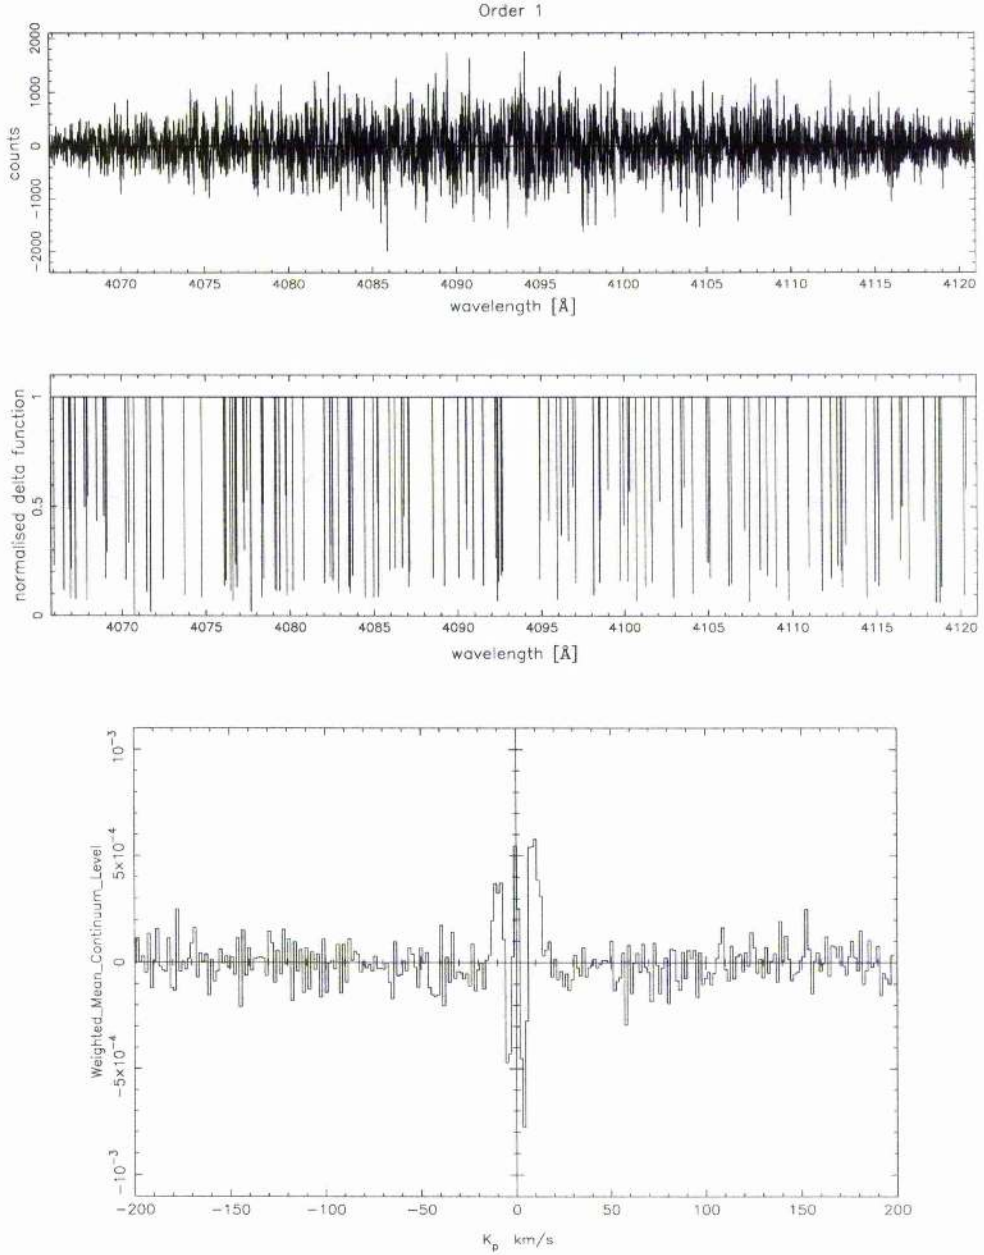 Order 1
2000
1000
0
-1000
-2000
counts
4070 4075 4080 4085 4090 4095 4100 4105 4110 4115 4120
wavelength [Å]
1
0.5
0
normalised delta function
4070 4075 4080 4085 4090 4095 4100 4105 4110 4115 4120
wavelength [Å]
10⁻³
5×10⁻⁴
0
-5×10⁻⁴
-10⁻³
Weighted_Mean_Continuum_Level
-200 -150 -100 -50 0 50 100 150 200
Kₚ km/s